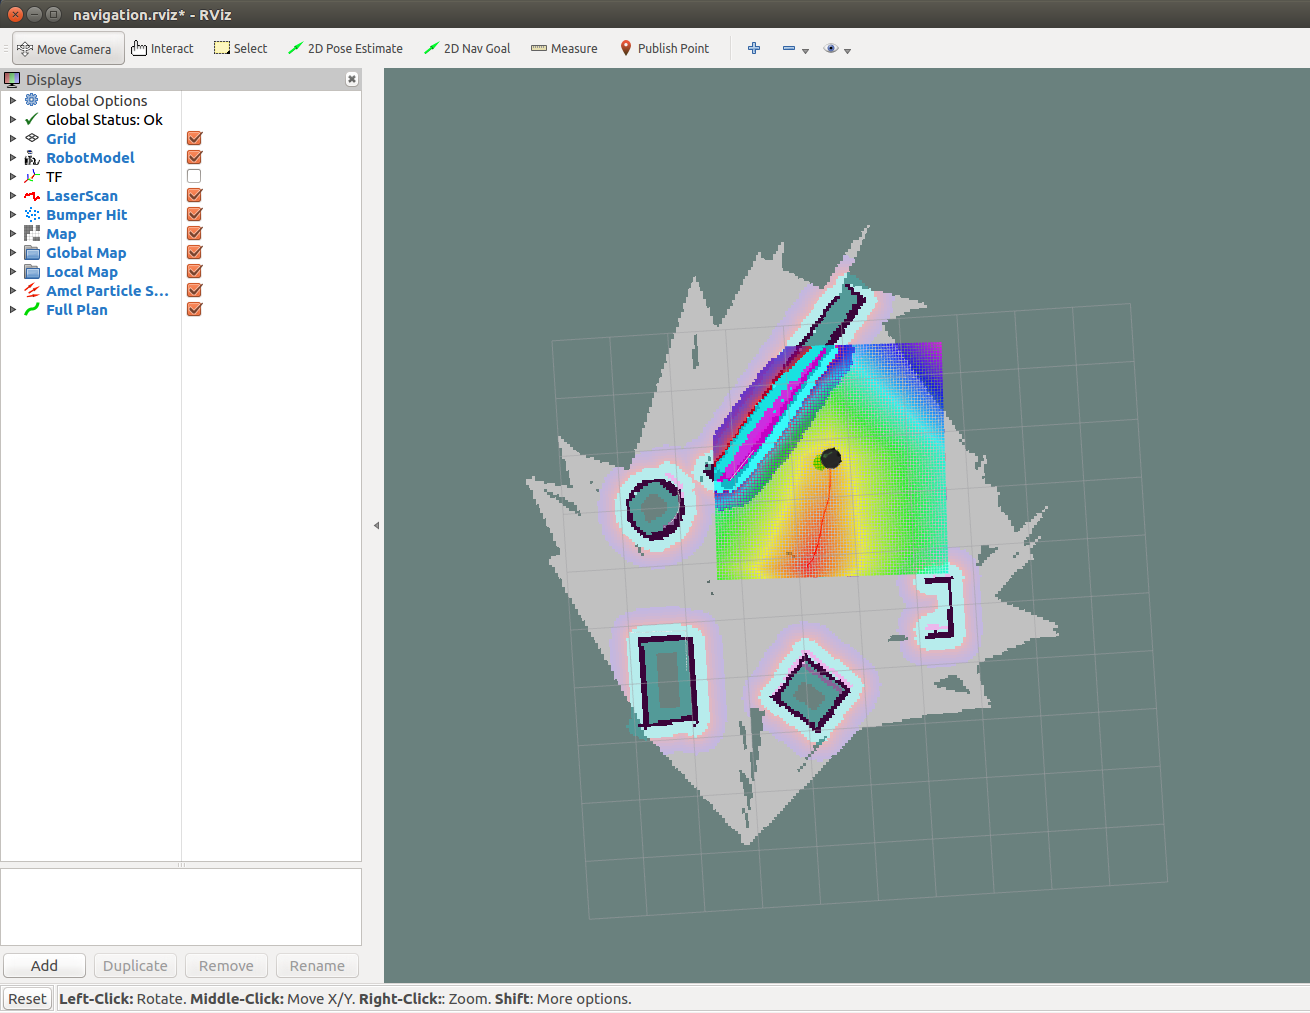 navigation.rviz* - RViz
Move Camera Interact Select 2D Pose Estimate 2D Nav Goal Measure Publish Point
Displays
Global Options
Global Status: Ok
Grid
RobotModel
TF
LaserScan
Bumper Hit
Map
Global Map
Local Map
Amcl Particle S...
Full Plan
Add Duplicate Remove Rename
Reset Left-Click: Rotate. Middle-Click: Move X/Y. Right-Click:: Zoom. Shift: More options.